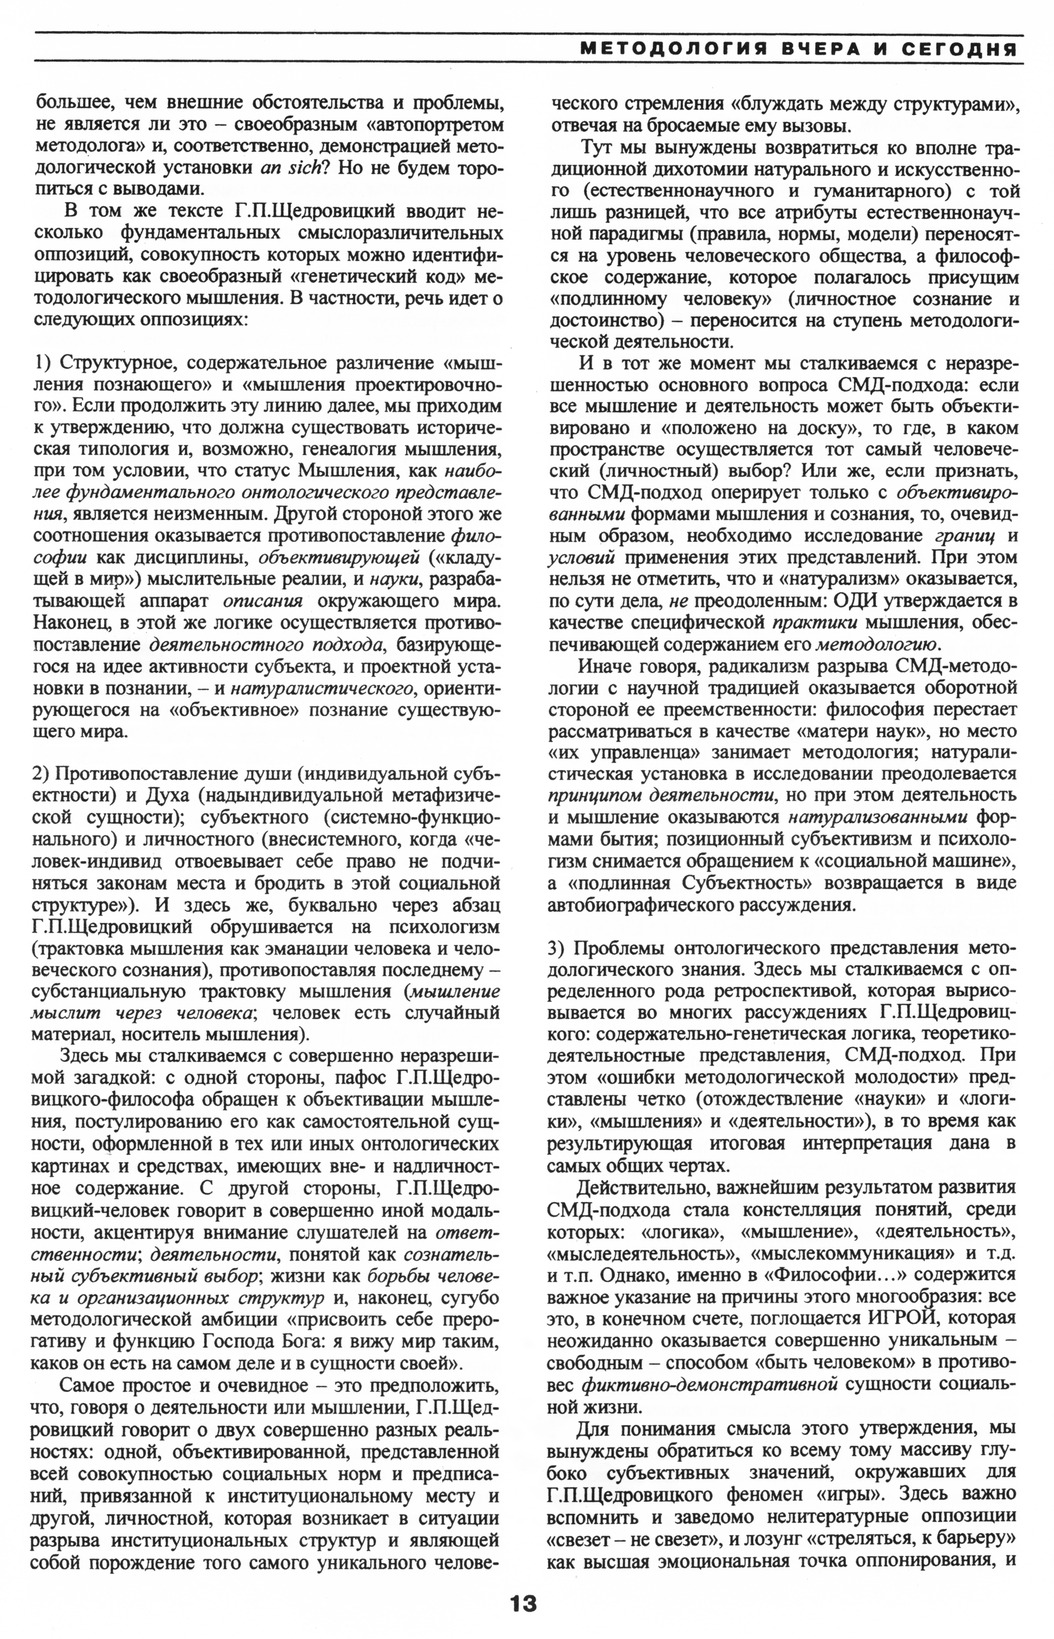 МЕТОДОЛОГИЯ ВЧЕРА И СЕГОДНЯ
большее, чем внешние обстоятельства и проблемы,
не является ли это – своеобразным «автопортретом
методолога» и, соответственно, демонстрацией мето-
дологической установки an sich? Но не будем торо-
питься с выводами.
В том же тексте Г.П.Щедровицкий вводит не-
сколько фундаментальных смыслоразличительных
оппозиций, совокупность которых можно идентифи-
цировать как своеобразный «генетический код» ме-
тодологического мышления. В частности, речь идет о
следующих оппозициях:
1) Структурное, содержательное различение «мыш-
ления познающего» и «мышления проектировочно-
го». Если продолжить эту линию далее, мы приходим
к утверждению, что должна существовать историче-
ская типология и, возможно, генеалогия мышления,
при том условии, что статус Мышления, как наибо-
лее фундаментального онтологического представле-
ния, является неизменным. Другой стороной этого же
соотношения оказывается противопоставление фило-
софии как дисциплины, объективирующей («кладу-
щей в мир») мыслительные реалии, и науки, разраба-
тывающей аппарат описания окружающего мира.
Наконец, в этой же логике осуществляется противо-
поставление деятельностного подхода, базирующе-
гося на идее активности субъекта, и проектной уста-
новки в познании, – и натуралистического, ориенти-
рующегося на «объективное» познание существую-
щего мира.
2) Противопоставление души (индивидуальной субъ-
ектности) и Духа (надындивидуальной метафизиче-
ской сущности); субъектного (системно-функцио-
нального) и личностного (внесистемного, когда «че-
ловек-индивид отвоевывает себе право не подчи-
няться законам места и бродить в этой социальной
структуре»). И здесь же, буквально через абзац
Г.П.Щедровицкий обрушивается на психологизм
(трактовка мышления как эманации человека и чело-
веческого сознания), противопоставляя последнему –
субстанциальную трактовку мышления (мышление
мыслит через человека; человек есть случайный
материал, носитель мышления).
Здесь мы сталкиваемся с совершенно неразреши-
мой загадкой: с одной стороны, пафос Г.П.Щедро-
вицкого-философа обращен к объективации мышле-
ния, постулированию его как самостоятельной сущ-
ности, оформленной в тех или иных онтологических
картинах и средствах, имеющих вне- и надличност-
ное содержание. С другой стороны, Г.П.Щедро-
вицкий-человек говорит в совершенно иной модаль-
ности, акцентируя внимание слушателей на ответ-
ственности; деятельности, понятой как сознатель-
ный субъективный выбор; жизни как борьбы челове-
ка и организационных структур и, наконец, сугубо
методологической амбиции «присвоить себе преро-
гативу и функцию Господа Бога: я вижу мир таким,
каков он есть на самом деле и в сущности своей».
Самое простое и очевидное – это предположить,
что, говоря о деятельности или мышлении, Г.П.Щед-
ровицкий говорит о двух совершенно разных реаль-
ностях: одной, объективированной, представленной
всей совокупностью социальных норм и предписа-
ний, привязанной к институциональному месту и
другой, личностной, которая возникает в ситуации
разрыва институциональных структур и являющей
собой порождение того самого уникального челове-
ческого стремления «блуждать между структурами»,
отвечая на бросаемые ему вызовы.
Тут мы вынуждены возвратиться ко вполне тра-
диционной дихотомии натурального и искусственно-
го (естественнонаучного и гуманитарного) с той
лишь разницей, что все атрибуты естественнонауч-
ной парадигмы (правила, нормы, модели) переносят-
ся на уровень человеческого общества, а философ-
ское содержание, которое полагалось присущим
«подлинному человеку» (личностное сознание и
достоинство) – переносится на ступень методологи-
ческой деятельности.
И в тот же момент мы сталкиваемся с неразре-
шенностью основного вопроса СМД-подхода: если
все мышление и деятельность может быть объекти-
вировано и «положено на доску», то где, в каком
пространстве осуществляется тот самый человече-
ский (личностный) выбор? Или же, если признать,
что СМД-подход оперирует только с объективиро-
ванными формами мышления и сознания, то, очевид-
ным образом, необходимо исследование границ и
условий применения этих представлений. При этом
нельзя не отметить, что и «натурализм» оказывается,
по сути дела, не преодоленным: ОДИ утверждается в
качестве специфической практики мышления, обес-
печивающей содержанием его методологию.
Иначе говоря, радикализм разрыва СМД-методо-
логии с научной традицией оказывается оборотной
стороной ее преемственности: философия перестает
рассматриваться в качестве «матери наук», но место
«их управленца» занимает методология; натурали-
стическая установка в исследовании преодолевается
принципом деятельности, но при этом деятельность
и мышление оказываются натурализованными фор-
мами бытия; позиционный субъективизм и психоло-
гизм снимается обращением к «социальной машине»,
а «подлинная Субъектность» возвращается в виде
автобиографического рассуждения.
3) Проблемы онтологического представления мето-
дологического знания. Здесь мы сталкиваемся с оп-
ределенного рода ретроспективой, которая вырисо-
вывается во многих рассуждениях Г.П.Щедровиц-
кого: содержательно-генетическая логика, теоретико-
деятельностные представления, СМД-подход. При
этом «ошибки методологической молодости» пред-
ставлены четко (отождествление «науки» и «логи-
ки», «мышления» и «деятельности»), в то время как
результирующая итоговая интерпретация дана в
самых общих чертах.
Действительно, важнейшим результатом развития
СМД-подхода стала констелляция понятий, среди
которых: «логика», «мышление», «деятельность»,
«мыследеятельность», «мыслекоммуникация» и т.д.
и т.п. Однако, именно в «Философии...» содержится
важное указание на причины этого многообразия: все
это, в конечном счете, поглощается ИГРОЙ, которая
неожиданно оказывается совершенно уникальным –
свободным – способом «быть человеком» в противо-
вес фиктивно-демонстративной сущности социаль-
ной жизни.
Для понимания смысла этого утверждения, мы
вынуждены обратиться ко всему тому массиву глу-
боко субъективных значений, окружавших для
Г.П.Щедровицкого феномен «игры». Здесь важно
вспомнить и заведомо нелитературные оппозиции
«свезет – не свезет», и лозунг «стреляться, к барьеру»
как высшая эмоциональная точка оппонирования, и
13